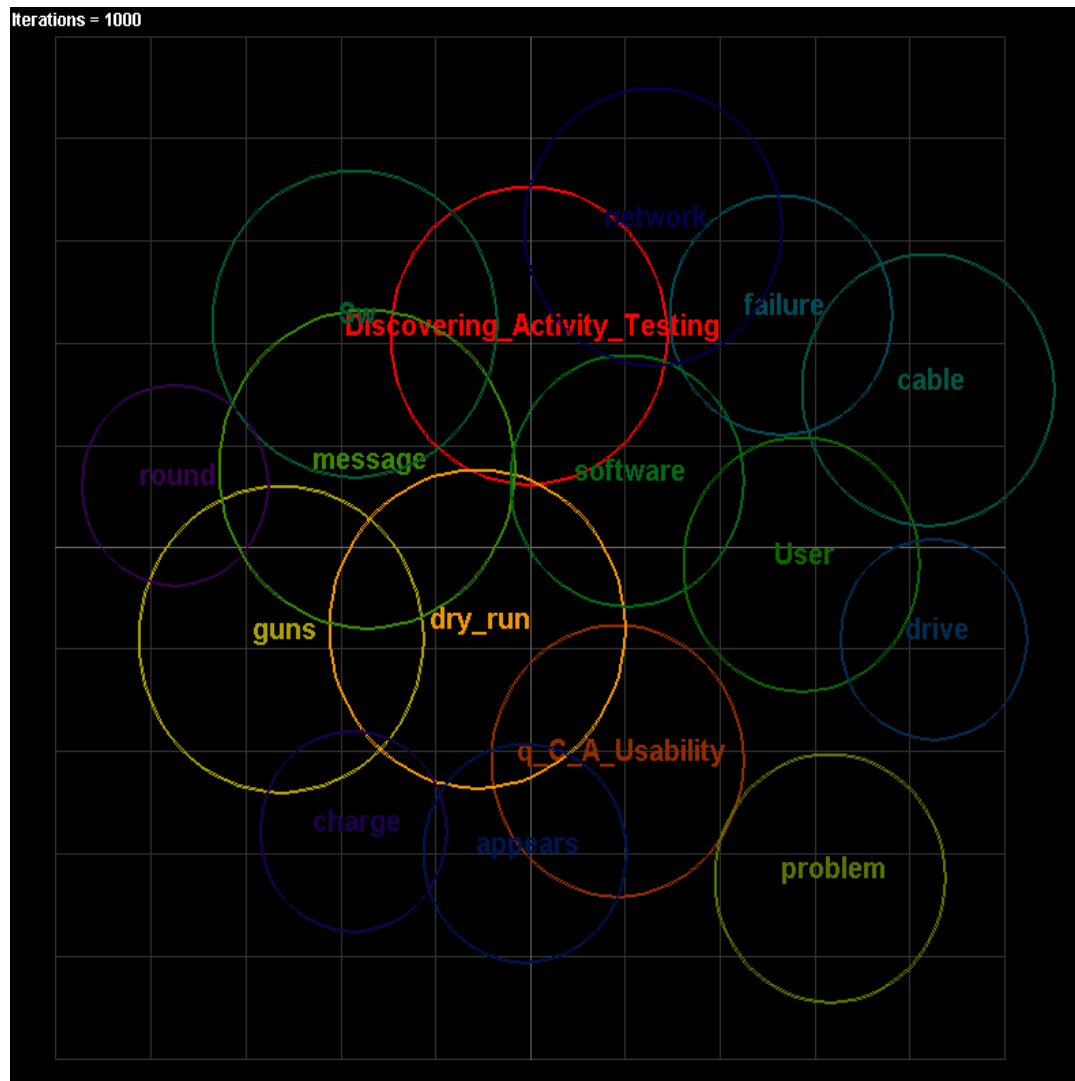 Iterations = 1000
network
failure
Sw
Discovering_Activity_Testing
cable
message
software
round
User
dry_run
guns
drive
q_C_A_Usability
charge
appears
problem